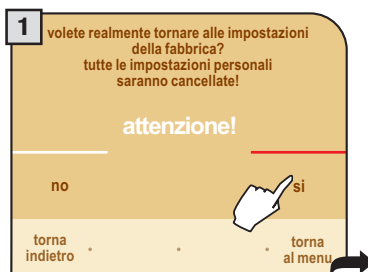 1
volete realmente tornare alle impostazioni
della fabbrica?
tutte le impostazioni personali
saranno cancellate!
attenzione!
no
si
torna
indietro
torna
al menu